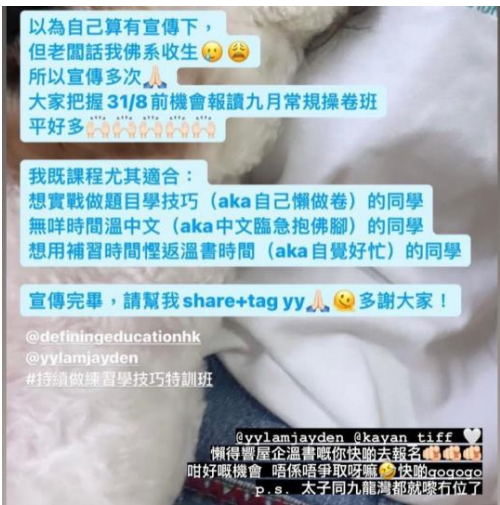 以為自己算有宣傳下，
但老闆話我佛系收生🥲😩
所以宣傳多次🙏🏻
大家把握31/8前機會報讀九月常規操卷班
平好多🙌🏻🙌🏻🙌🏻🙌🏻🙌🏻
我既課程尤其適合：
想實戰做題目學技巧（aka自己懶做卷）的同學
無咩時間溫中文（aka中文臨急抱佛腳）的同學
想用補習時間慳返溫書時間（aka自覺好忙）的同學
宣傳完畢，請幫我share+tag yy🙏🏻🫠多謝大家！
@definingeducationhk
@yylamjayden
#持續做練習學技巧特訓班
@yylamjayden @kayan_tiff 🤍
懶得響屋企溫書嘅你快啲去報名👊🏻👊🏻👊🏻
咁好嘅機會 唔係唔爭取呀嘛🤣快啲gogogo
p.s. 太子同九龍灣都就嚟冇位了